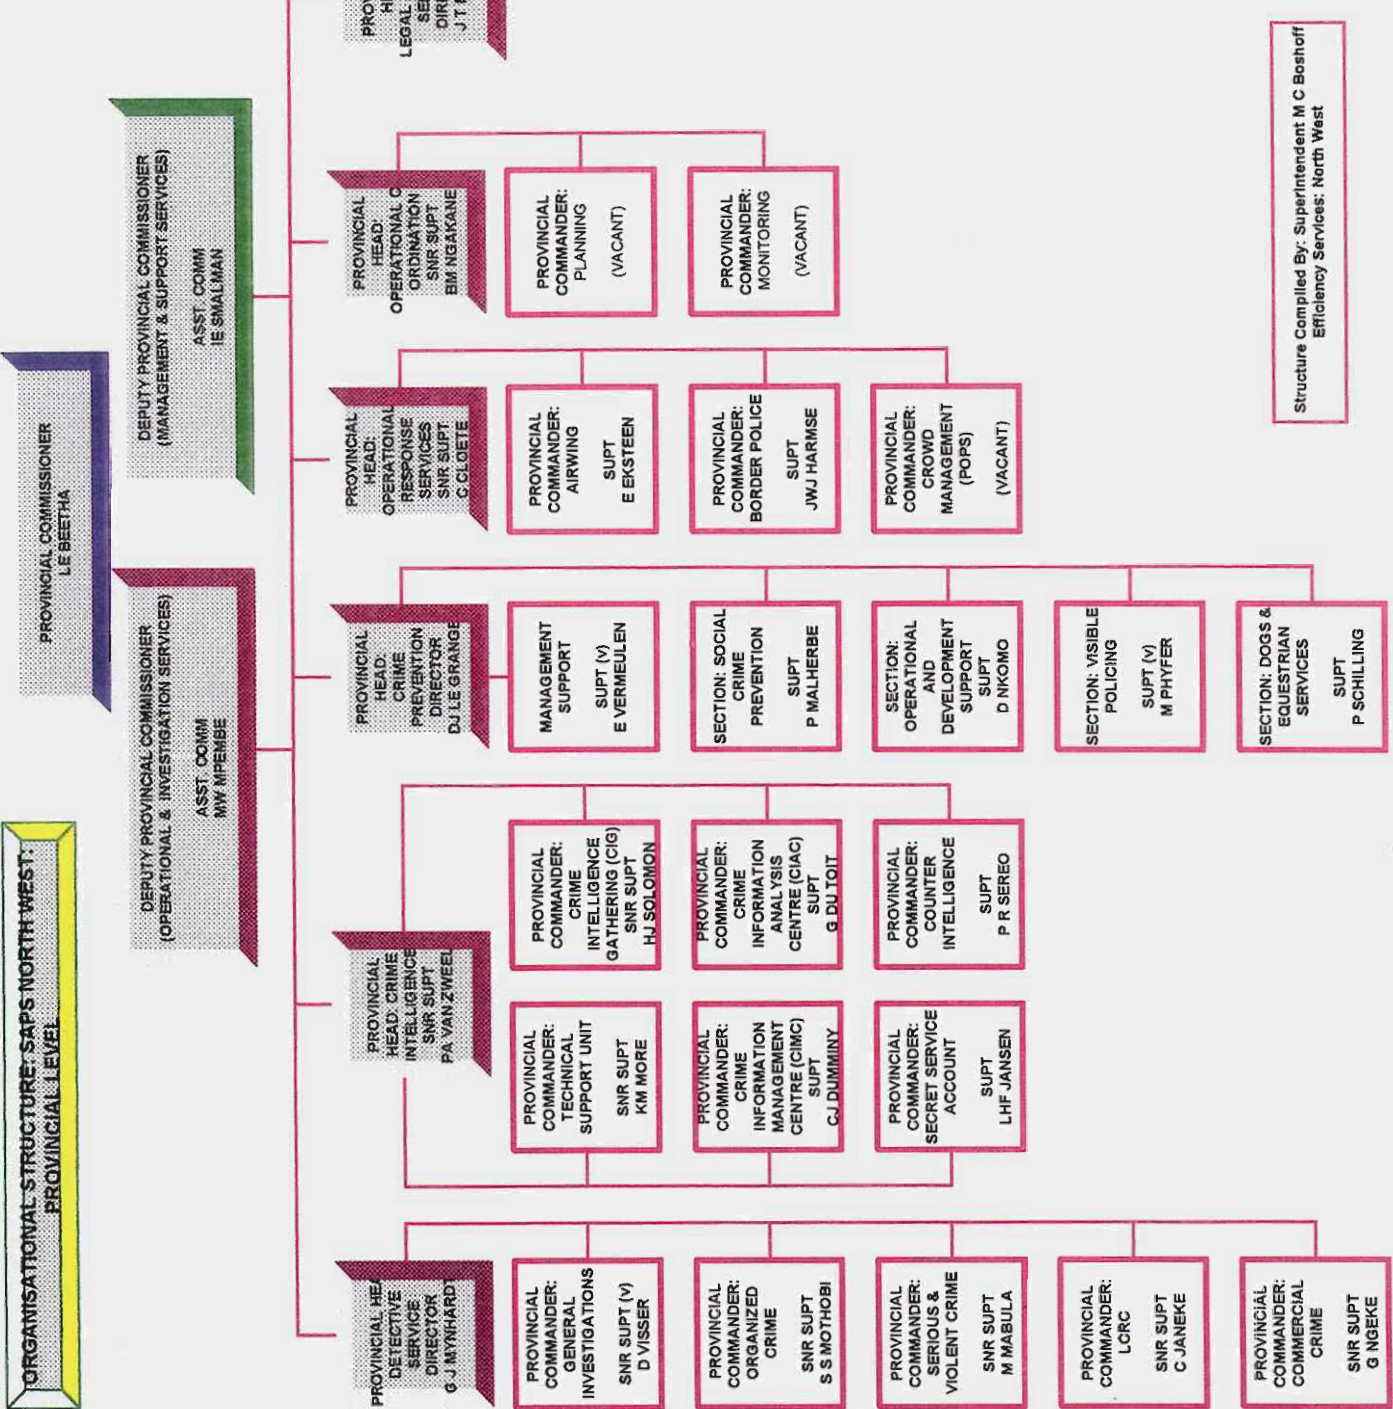 ORGANISATIONAL STRUCTURE: SAPS NORTH WEST:
PROVINCIAL LEVEL
PROVINCIAL COMMISSIONER
LE BEETHA
DEPUTY PROVINCIAL COMMISSIONER
(OPERATIONAL & INVESTIGATION SERVICES)
ASST COMM
MW MPEMBE
DEPUTY PROVINCIAL COMMISSIONER
(MANAGEMENT & SUPPORT SERVICES)
ASST COMM
IE SMALMAN
PROVINCIAL HEA
DETECTIVE
SERVICE
DIRECTOR
G J MYNHARDT
PROVINCIAL
COMMANDER:
GENERAL
INVESTIGATIONS
SNR SUPT (v)
D VISSER
PROVINCIAL
COMMANDER:
ORGANIZED
CRIME
SNR SUPT
S S MOTHOBI
PROVINCIAL
COMMANDER:
SERIOUS &
VIOLENT CRIME
SNR SUPT
M MABULA
PROVINCIAL
COMMANDER:
LCRC
SNR SUPT
C JANEKE
PROVINCIAL
COMMANDER:
COMMERCIAL
CRIME
SNR SUPT
G NGEKE
PROVINCIAL
HEAD: CRIME
INTELLIGENCE
SNR SUPT
PA VAN ZWEEL
PROVINCIAL
COMMANDER:
TECHNICAL
SUPPORT UNIT
SNR SUPT
KM MORE
PROVINCIAL
COMMANDER:
CRIME
INFORMATION
MANAGEMENT
CENTRE (CIMC)
SUPT
CJ DUMMINY
PROVINCIAL
COMMANDER:
SECRET SERVICE
ACCOUNT
SUPT
LHF JANSEN
PROVINCIAL
COMMANDER:
CRIME
INTELLIGENCE
GATHERING (CIG)
SNR SUPT
HJ SOLOMON
PROVINCIAL
COMMANDER:
CRIME
INFORMATION
ANALYSIS
CENTRE (CIAC)
SUPT
G DU TOIT
PROVINCIAL
COMMANDER:
COUNTER
INTELLIGENCE
SUPT
P R SEREO
PROVINCIAL
HEAD:
CRIME
PREVENTION
DIRECTOR
DJ LE GRANGE
MANAGEMENT
SUPPORT
SUPT (v)
E VERMEULEN
SECTION: SOCIAL
CRIME
PREVENTION
SUPT
P MALHERBE
SECTION:
OPERATIONAL
AND
DEVELOPMENT
SUPPORT
SUPT
D NKOMO
SECTION: VISIBLE
POLICING
SUPT (v)
M PHYFER
SECTION: DOGS &
EQUESTRIAN
SERVICES
SUPT
P SCHILLING
PROVINCIAL
HEAD:
OPERATIONAL
RESPONSE
SERVICES
SNR SUPT
C CLOETE
PROVINCIAL
COMMANDER:
AIRWING
SUPT
E EKSTEEN
PROVINCIAL
COMMANDER:
BORDER POLICE
SUPT
JWJ HARMSE
PROVINCIAL
COMMANDER:
CROWD
MANAGEMENT
(POPS)
(VACANT)
PROVINCIAL
HEAD:
OPERATIONAL C
ORDINATION
SNR SUPT
BM NGAKANE
PROVINCIAL
COMMANDER:
PLANNING
(VACANT)
PROVINCIAL
COMMANDER:
MONITORING
(VACANT)
LEGAL
J T
Structure Compiled By: Superintendent M C Boshoff
Efficiency Services: North West